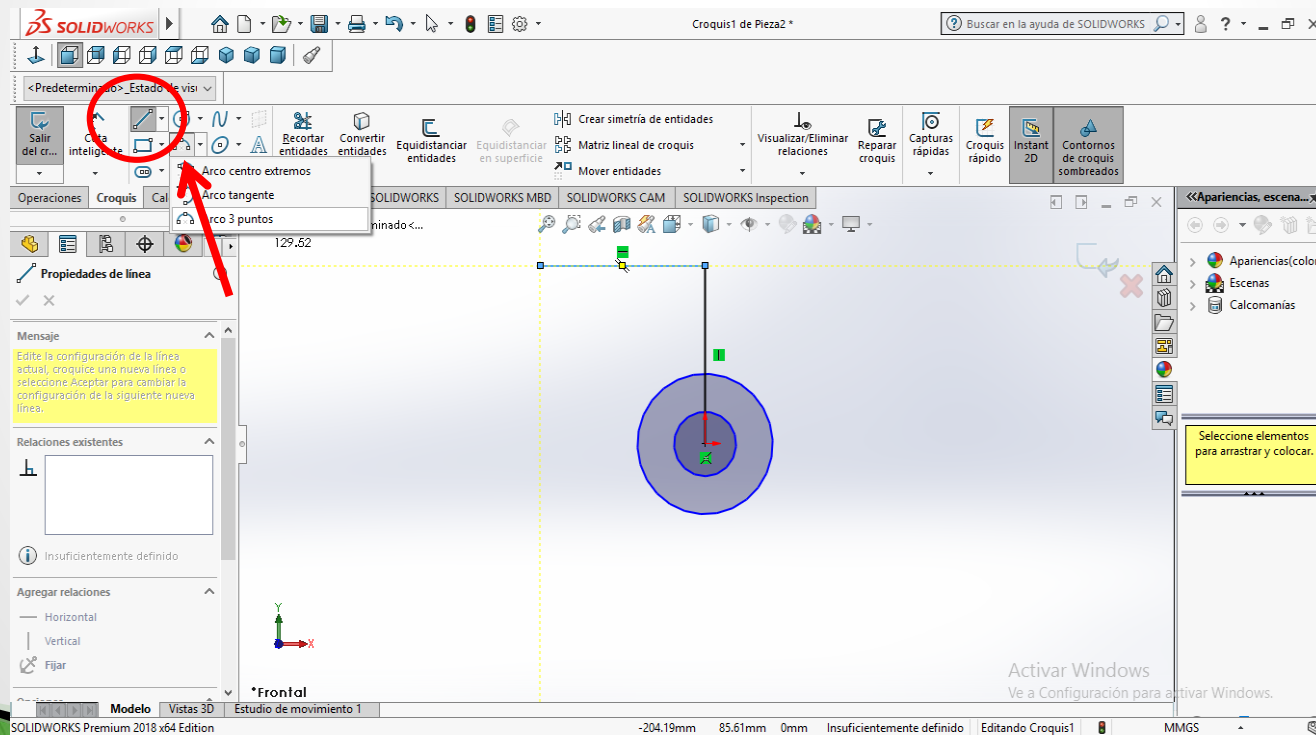 SOLIDWORKS
Croquis1 de Pieza2 *
Buscar en la ayuda de SOLIDWORKS
?
<Predeterminado>_Estado de visu
Salir
del cr...
Cota
inteligente
Recortar
entidades
Convertir
entidades
Equidistanciar
entidades
Equidistanciar
en superficie
Crear simetría de entidades
Matriz lineal de croquis
Mover entidades
Visualizar/Eliminar
relaciones
Reparar
croquis
Capturas
rápidas
Croquis
rápido
Instant
2D
Contornos
de croquis
sombreados
Arco centro extremos
Arco tangente
Arco 3 puntos
Operaciones
Croquis
Cal
SOLIDWORKS
SOLIDWORKS MBD
SOLIDWORKS CAM
SOLIDWORKS Inspection
minado<...
129.52
«Apariencias, escena...
Propiedades de línea
Mensaje
Edite la configuración de la línea
actual, croquice una nueva línea o
seleccione Aceptar para cambiar la
configuración de la siguiente nueva
línea.
Relaciones existentes
Insuficientemente definido
Agregar relaciones
Horizontal
Vertical
Fijar
Opciones
Apariencias(color
Escenas
Calcomanías
Seleccione elementos
para arrastrar y colocar.
Y
X
*Frontal
Activar Windows
Ve a Configuración para activar Windows.
Modelo
Vistas 3D
Estudio de movimiento 1
SOLIDWORKS Premium 2018 x64 Edition
-204.19mm
85.61mm
0mm
Insuficientemente definido
Editando Croquis1
MMGS